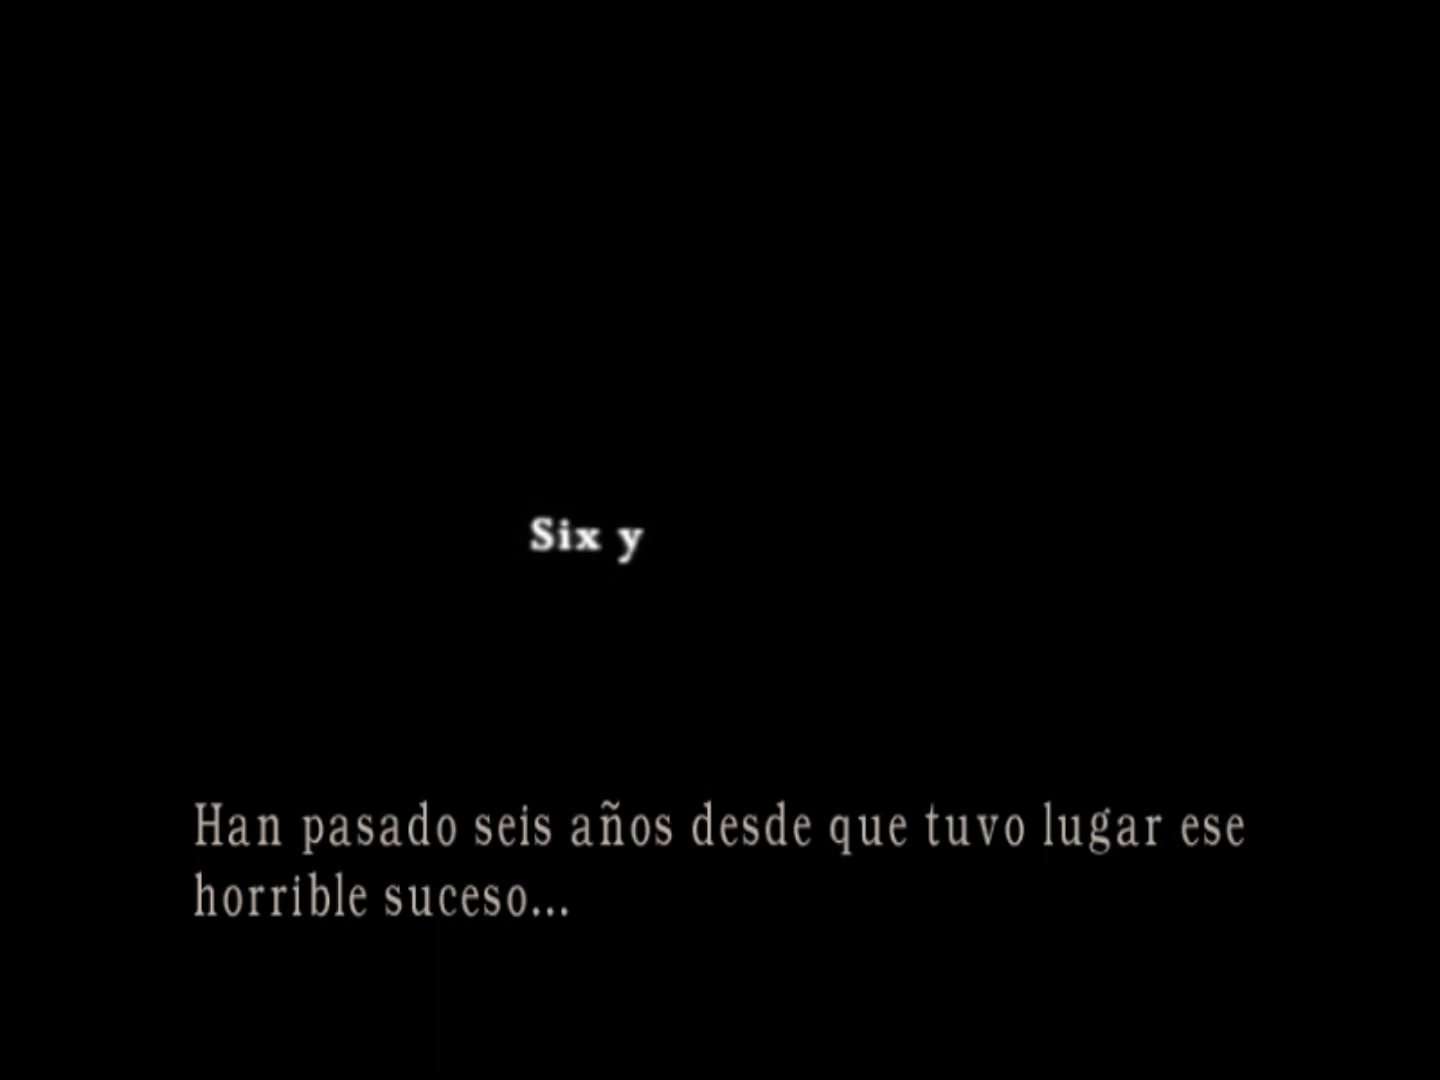 Six y
Han pasado seis años desde que tuvo lugar ese
horrible suceso...